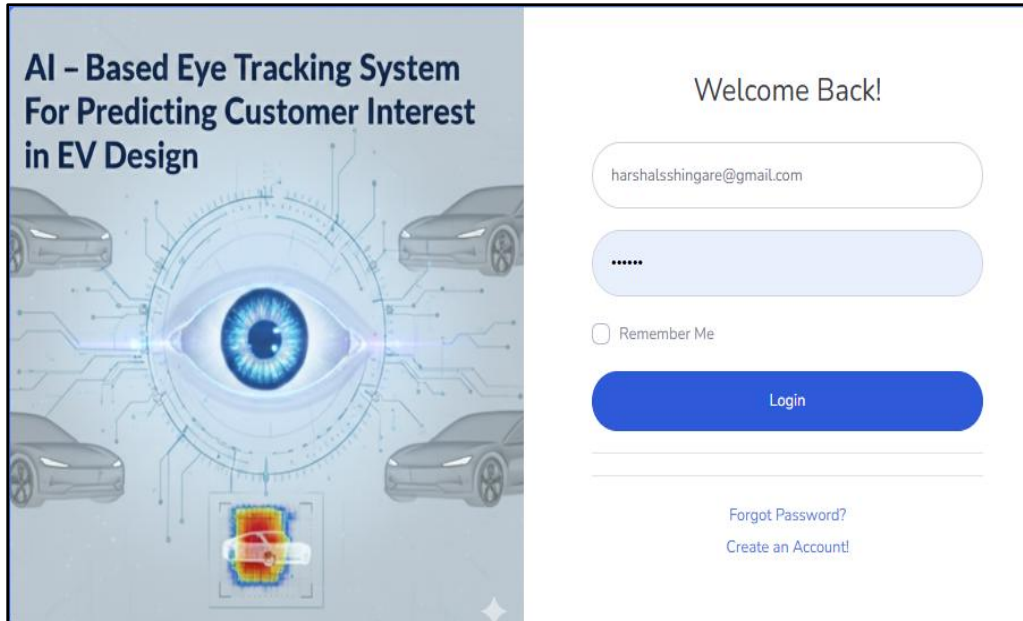 AI – Based Eye Tracking System
For Predicting Customer Interest
in EV Design
Welcome Back!
harshalsshingare@gmail.com
••••••
Remember Me
Login
Forgot Password?
Create an Account!